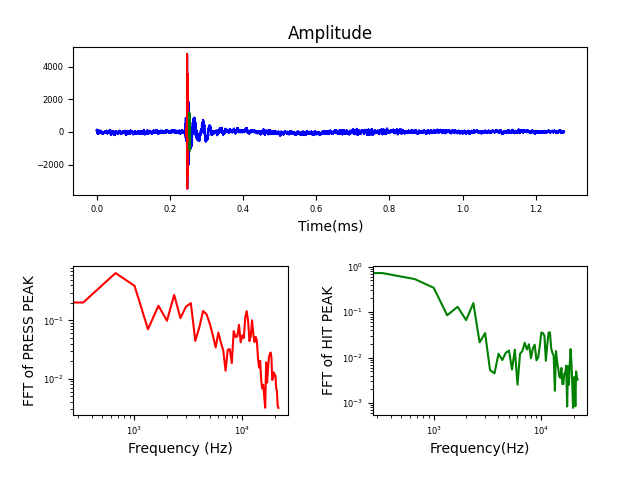 Amplitude
4000
2000
0
−2000
0.0 0.2 0.4 0.6 0.8 1.0 1.2
Time(ms)
FFT of PRESS PEAK
10⁻¹
10⁻²
10³ 10⁴
Frequency (Hz)
FFT of HIT PEAK
10⁰
10⁻¹
10⁻²
10⁻³
10³ 10⁴
Frequency(Hz)